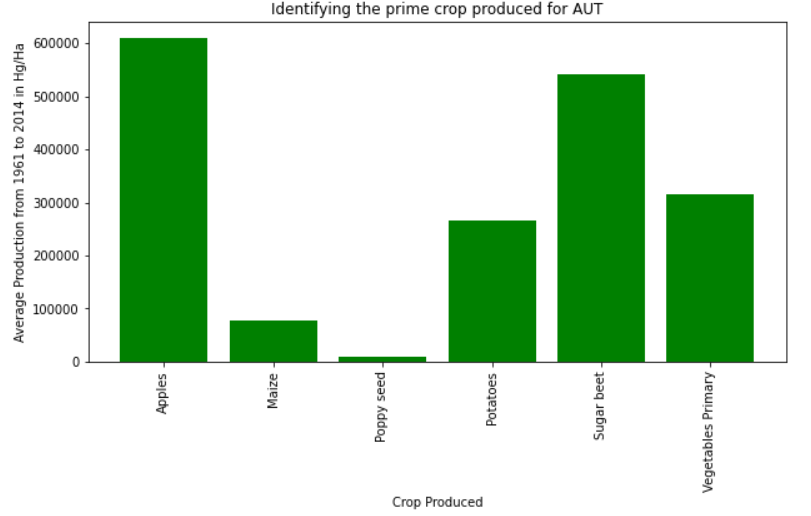 Identifying the prime crop produced for AUT
Average Production from 1961 to 2014 in Hg/Ha
600000
500000
400000
300000
200000
100000
0
Apples
Maize
Poppy seed
Potatoes
Sugar beet
Vegetables Primary
Crop Produced